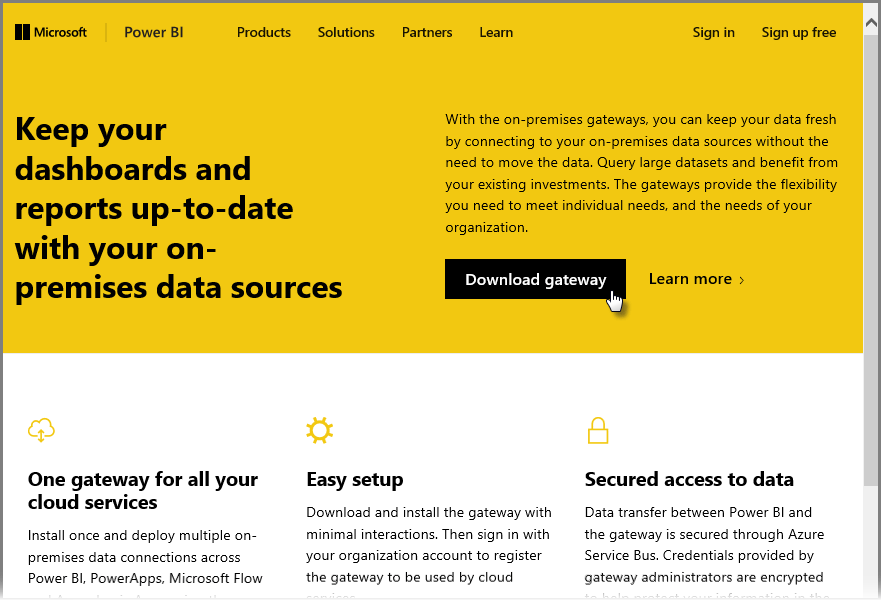 Microsoft Power BI Products Solutions Partners Learn Sign in Sign up free
Keep your
dashboards and
reports up-to-date
with your on-
premises data sources
With the on-premises gateways, you can keep your data fresh
by connecting to your on-premises data sources without the
need to move the data. Query large datasets and benefit from
your existing investments. The gateways provide the flexibility
you need to meet individual needs, and the needs of your
organization.
Download gateway Learn more
One gateway for all your
cloud services
Install once and deploy multiple on-
premises data connections across
Power BI, PowerApps, Microsoft Flow
Easy setup
Download and install the gateway with
minimal interactions. Then sign in with
your organization account to register
the gateway to be used by cloud
Secured access to data
Data transfer between Power BI and
the gateway is secured through Azure
Service Bus. Credentials provided by
gateway administrators are encrypted
to help protect your information in the